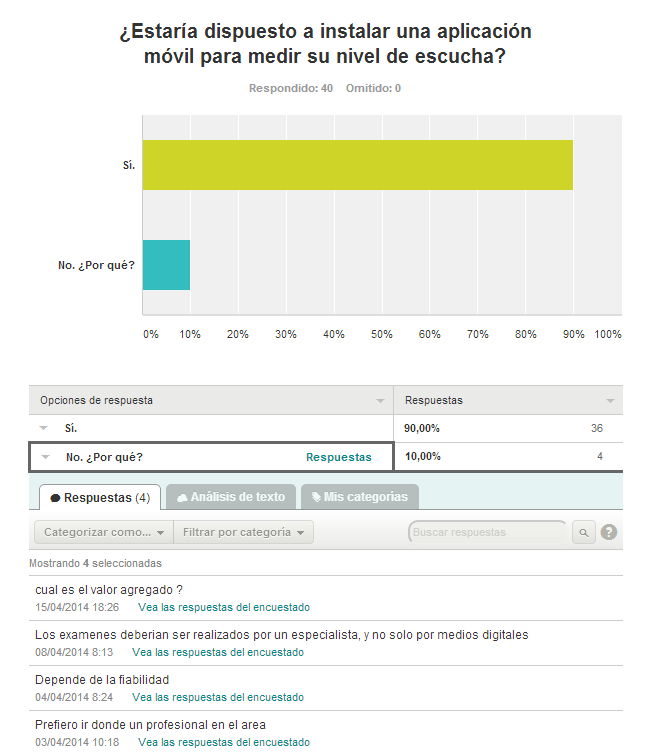 ¿Estaría dispuesto a instalar una aplicación
móvil para medir su nivel de escucha?
Respondido: 40 Omitido: 0
Sí.
No. ¿Por qué?
0% 10% 20% 30% 40% 50% 60% 70% 80% 90% 100%
Opciones de respuesta Respuestas
Sí. 90,00% 36
No. ¿Por qué? Respuestas 10,00% 4
Respuestas (4) Análisis de texto Mis categorías
Categorizar como... Filtrar por categoría Buscar respuestas ?
Mostrando 4 seleccionadas
cual es el valor agregado ?
15/04/2014 18:26 Vea las respuestas del encuestado
Los examenes deberian ser realizados por un especialista, y no solo por medios digitales
08/04/2014 8:13 Vea las respuestas del encuestado
Depende de la fiabilidad
04/04/2014 8:24 Vea las respuestas del encuestado
Prefiero ir donde un profesional en el area
03/04/2014 10:18 Vea las respuestas del encuestado